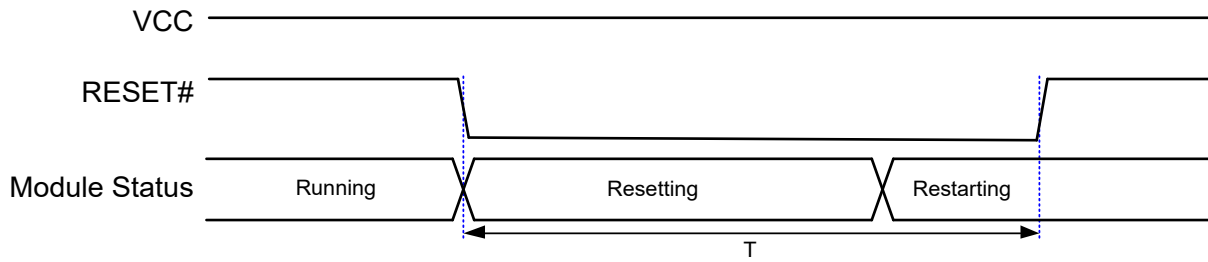 VCC
RESET#
Module Status
Running
Resetting
Restarting
T